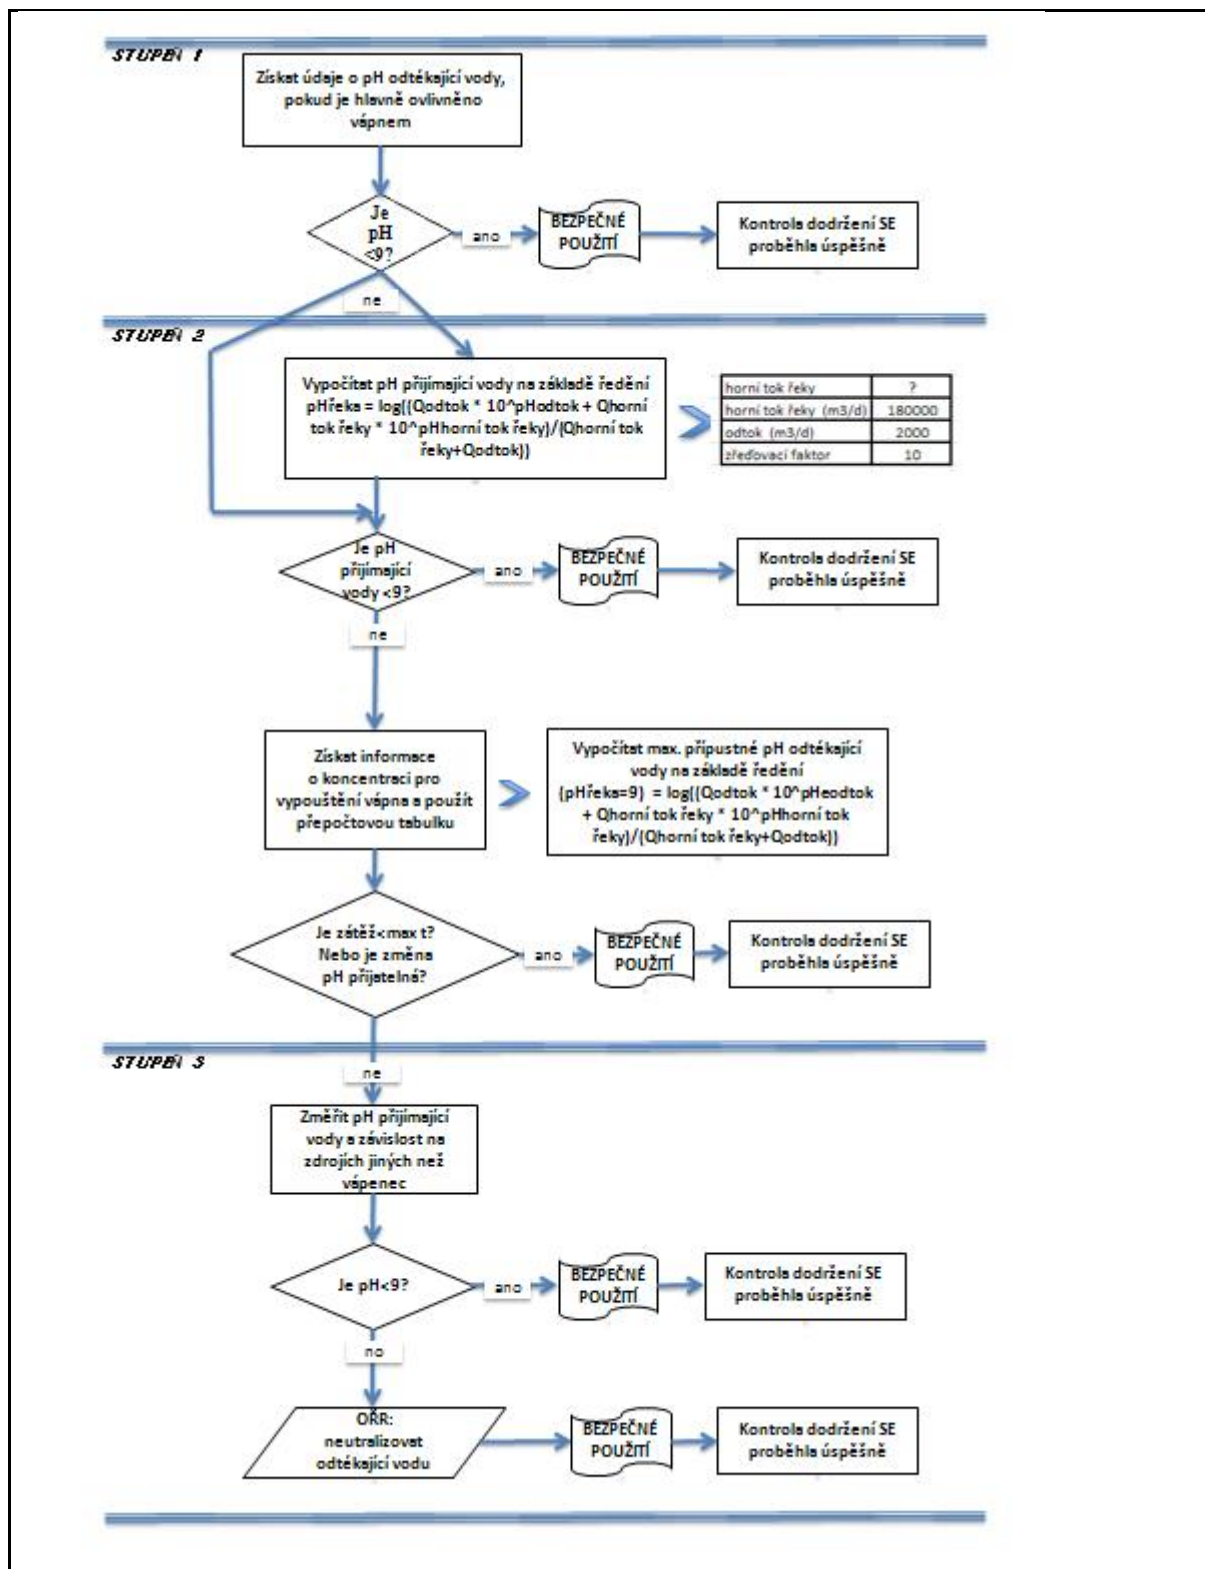 STUPEŇ 1
Získat údaje o pH odtékající vody,
pokud je hlavně ovlivněno
vápnem
Je
pH
<9?
ano
BEZPEČNÉ
POUŽITÍ
Kontrola dodržení SE
proběhla úspěšně
ne
STUPEŇ 2
Vypočítat pH přijímající vody na základě ředění
pHřeka = log((Qodtok * 10^pHodtok + Qhorní
tok řeky * 10^pHhorní tok řeky)/(Qhorní tok
řeky+Qodtok))
horní tok řeky ?
horní tok řeky (m3/d) 180000
odtok (m3/d) 2000
zřeďovací faktor 10
Je pH
přijímající
vody <9?
ano
BEZPEČNÉ
POUŽITÍ
Kontrola dodržení SE
proběhla úspěšně
ne
Získat informace
o koncentraci pro
vypouštění vápna a použít
přepočtovou tabulku
Vypočítat max. přípustné pH odtékající
vody na základě ředění
(pHřeka=9) = log((Qodtok * 10^pHeodtok
+ Qhorní tok řeky * 10^pHhorní tok
řeky)/(Qhorní tok řeky+Qodtok))
Je zátěž<max t?
Nebo je změna
pH přijatelná?
ano
BEZPEČNÉ
POUŽITÍ
Kontrola dodržení SE
proběhla úspěšně
STUPEŇ 3
ne
Změřit pH přijímající
vody a závislost na
zdrojích jiných než
vápenec
Je pH<9?
ano
BEZPEČNÉ
POUŽITÍ
Kontrola dodržení SE
proběhla úspěšně
no
OŘR:
neutralizovat
odtékající vodu
BEZPEČNÉ
POUŽITÍ
Kontrola dodržení SE
proběhla úspěšně